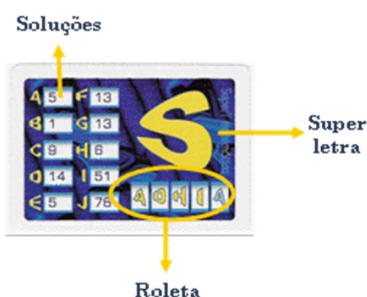 Soluções
A 5 F 13
B 1 G 13
C 9 H 6
D 14 I 51
E 5 J 76
S
Super
letra
A O H I A
Roleta